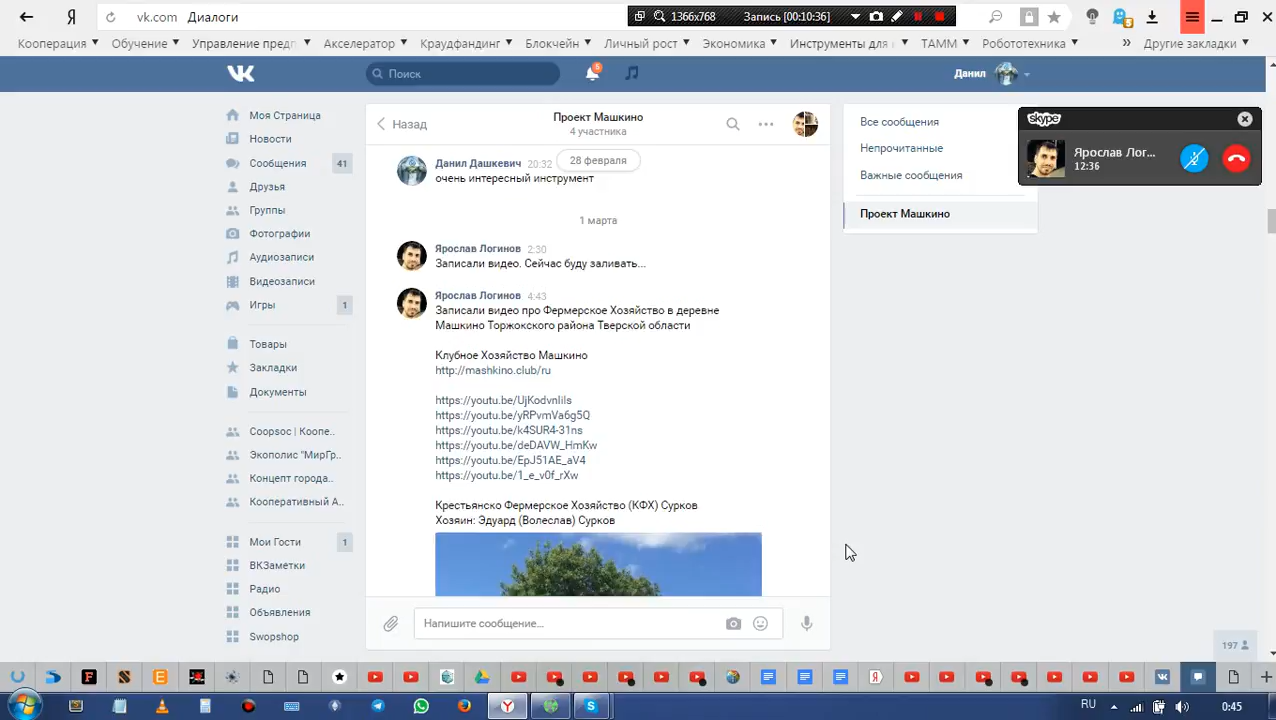 vk.com Диалоги
1366x768 Запись [00:10:36]
5
Кооперация Обучение Управление пред Акселератор Краудфандинг Блокчейн Личный рост Экономика Инструменты для ТАММ Робототехника » Другие закладки
Поиск
5
Данил
Моя Страница
Новости
Сообщения 41
Друзья
Группы
Фотографии
Аудиозаписи
Видеозаписи
Игры 1
Товары
Закладки
Документы
Coopsoc | Коопе..
Экополис "МирГр..
Концепт города..
Кооперативный А..
Мои Гости 1
ВКЗаметки
Радио
Объявления
Swopshop
Назад
Проект Машкино
4 участника
28 февраля
Данил Дашкевич 20:32
очень интересный инструмент
1 марта
Ярослав Логинов 2:30
Записали видео. Сейчас буду заливать...
Ярослав Логинов 4:43
Записали видео про Фермерское Хозяйство в деревне
Машкино Торжокского района Тверской области
Клубное Хозяйство Машкино
http://mashkino.club/ru
https://youtu.be/UjKodvnIils
https://youtu.be/yRPvmVa6g5Q
https://youtu.be/k4SUR4-31ns
https://youtu.be/deDAVW_HmKw
https://youtu.be/EpJ51AE_aV4
https://youtu.be/1_e_v0f_rXw
Крестьянско Фермерское Хозяйство (КФХ) Сурков
Хозяин: Эдуард (Волеслав) Сурков
Напишите сообщение...
Все сообщения
Непрочитанные
Важные сообщения
Проект Машкино
skype
Ярослав Лог...
12:36
197
RU
0:45